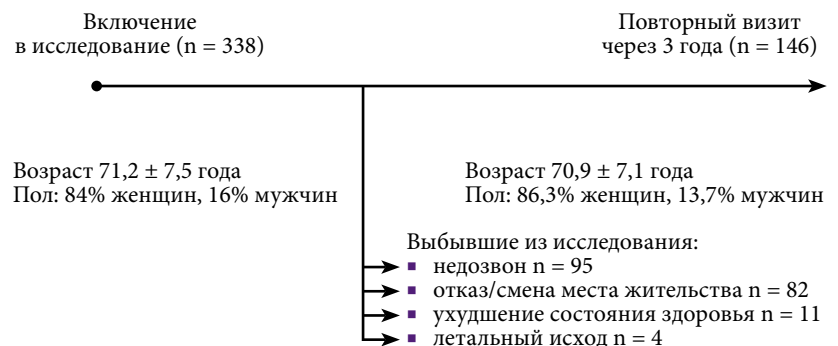 Включение
в исследование (n = 338)
Повторный визит
через 3 года (n = 146)
Возраст 71,2 ± 7,5 года
Пол: 84% женщин, 16% мужчин
Возраст 70,9 ± 7,1 года
Пол: 86,3% женщин, 13,7% мужчин
Выбывшие из исследования:
▪ недозвон n = 95
▪ отказ/смена места жительства n = 82
▪ ухудшение состояния здоровья n = 11
▪ летальный исход n = 4